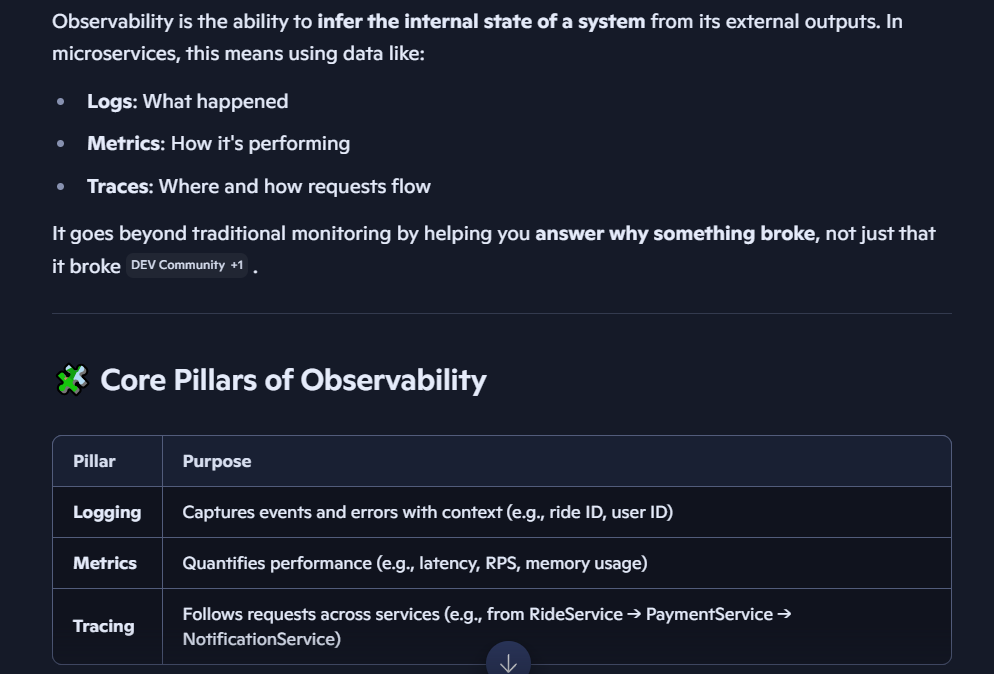 Observability is the ability to infer the internal state of a system from its external outputs. In
microservices, this means using data like:
Logs: What happened
Metrics: How it's performing
Traces: Where and how requests flow
It goes beyond traditional monitoring by helping you answer why something broke, not just that
it broke DEV Community +1 .
Core Pillars of Observability
Pillar Purpose
Logging Captures events and errors with context (e.g., ride ID, user ID)
Metrics Quantifies performance (e.g., latency, RPS, memory usage)
Tracing Follows requests across services (e.g., from RideService → PaymentService →
NotificationService)